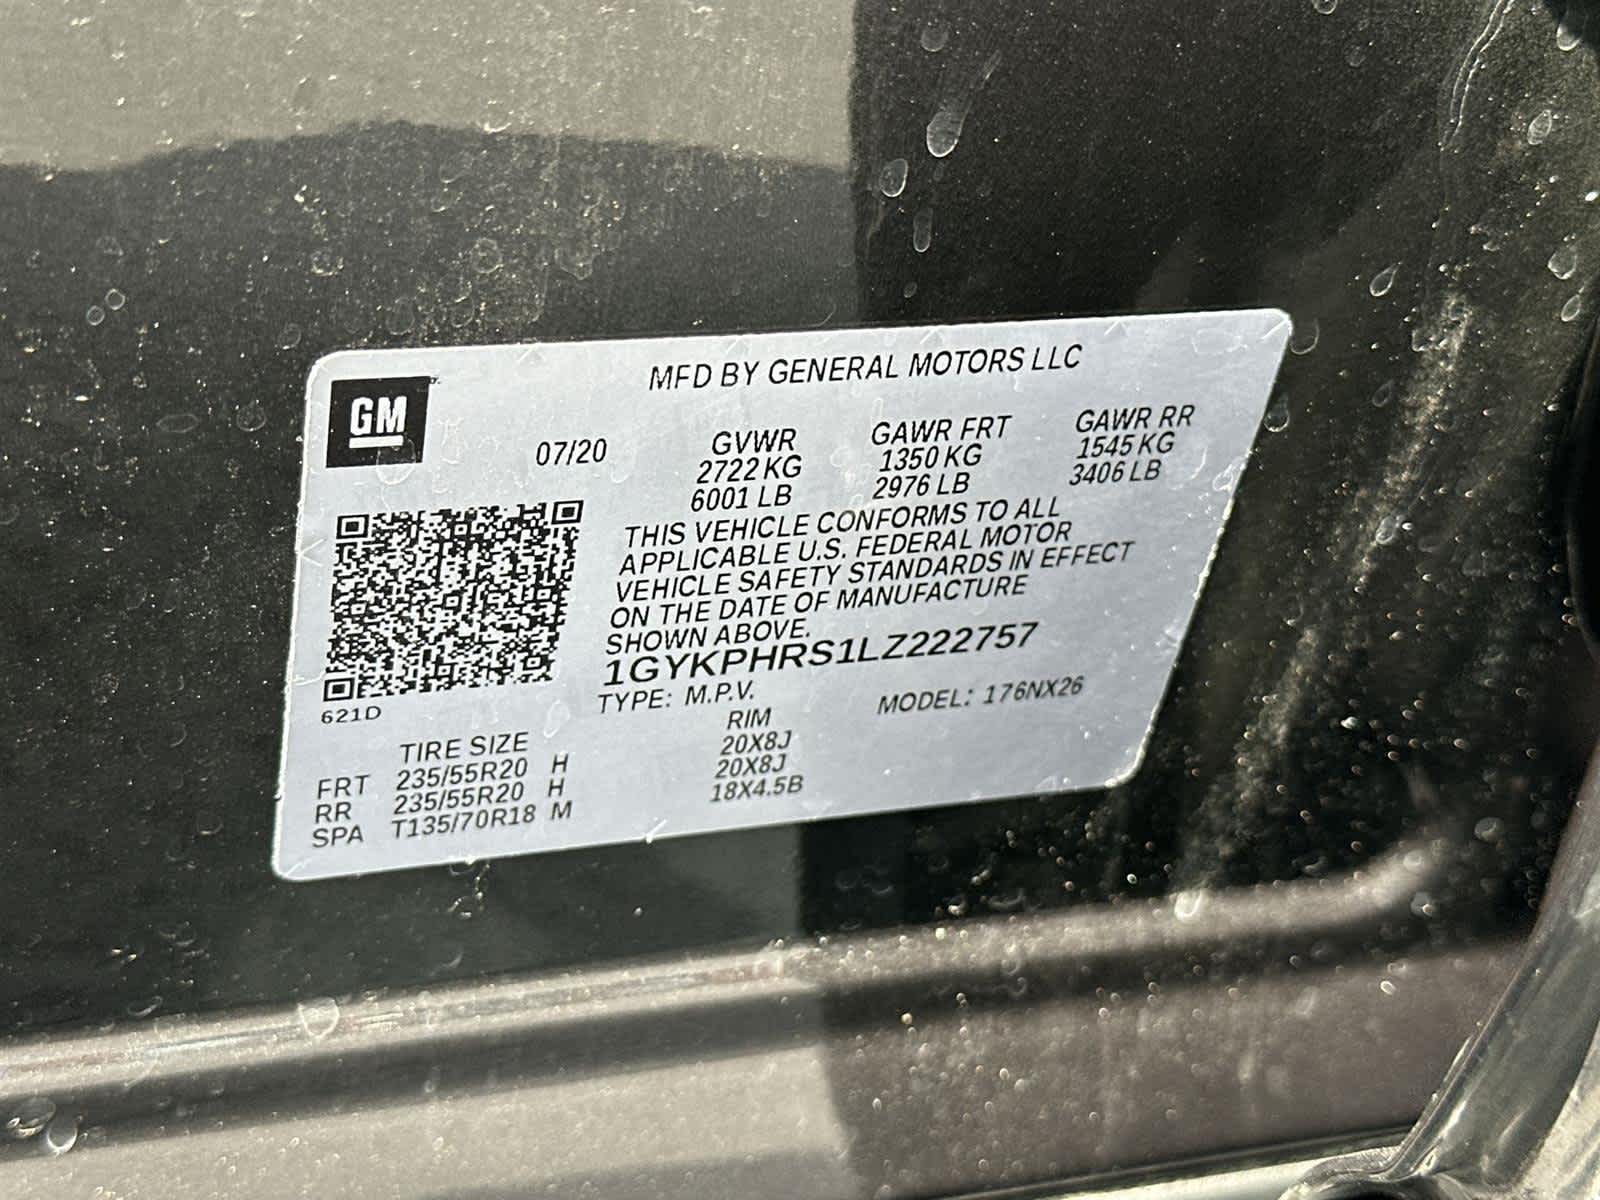 MFD BY GENERAL MOTORS LLC
GM
07/20 GVWR GAWR FRT GAWR RR
2722 KG 1350 KG 1545 KG
6001 LB 2976 LB 3406 LB
THIS VEHICLE CONFORMS TO ALL
APPLICABLE U.S. FEDERAL MOTOR
VEHICLE SAFETY STANDARDS IN EFFECT
ON THE DATE OF MANUFACTURE
SHOWN ABOVE.
1GYKPHRS1LZ222757
TYPE: M.P.V. MODEL: 176NX26
621D
TIRE SIZE RIM
FRT 235/55R20 H 20X8J
RR 235/55R20 H 20X8J
SPA T135/70R18 M 18X4.5B